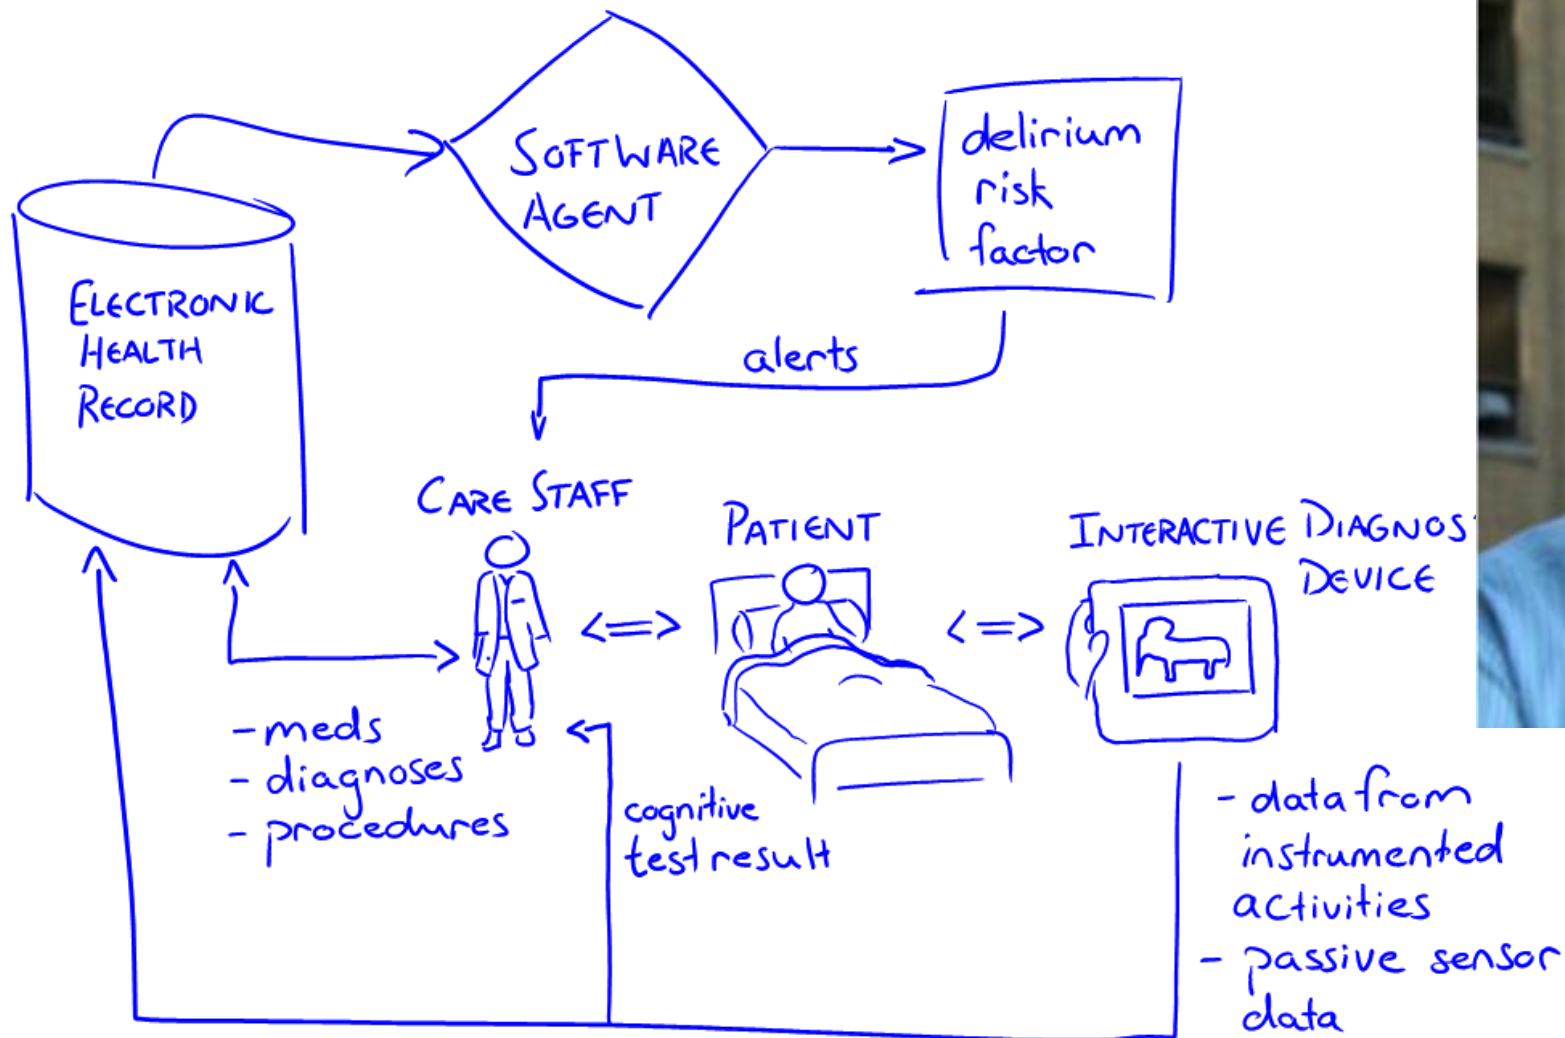 SOFTWARE
AGENT
delirium
risk
factor
ELECTRONIC
HEALTH
RECORD
alerts
CARE STAFF
PATIENT
INTERACTIVE DIAGNOS
DEVICE
- meds
- diagnoses
- procedures
cognitive
test result
- data from
instrumented
activities
- passive sensor
data